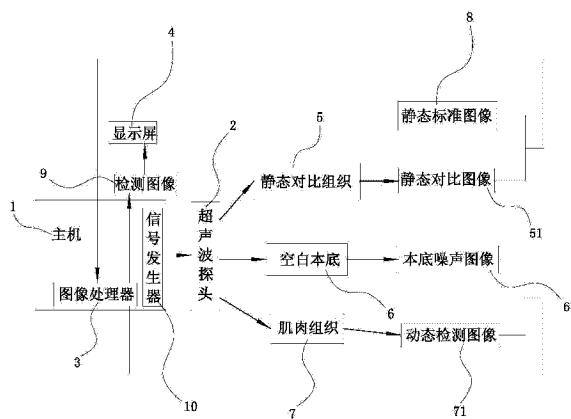 4
8
显示屏
静态标准图像
2
5
9
检测图像
静态对比组织
静态对比图像
1
主机
信号发生器
超声波探头
51
空白本底
本底噪声图像
图像处理器
6
6
3
肌肉组织
动态检测图像
10
7
71